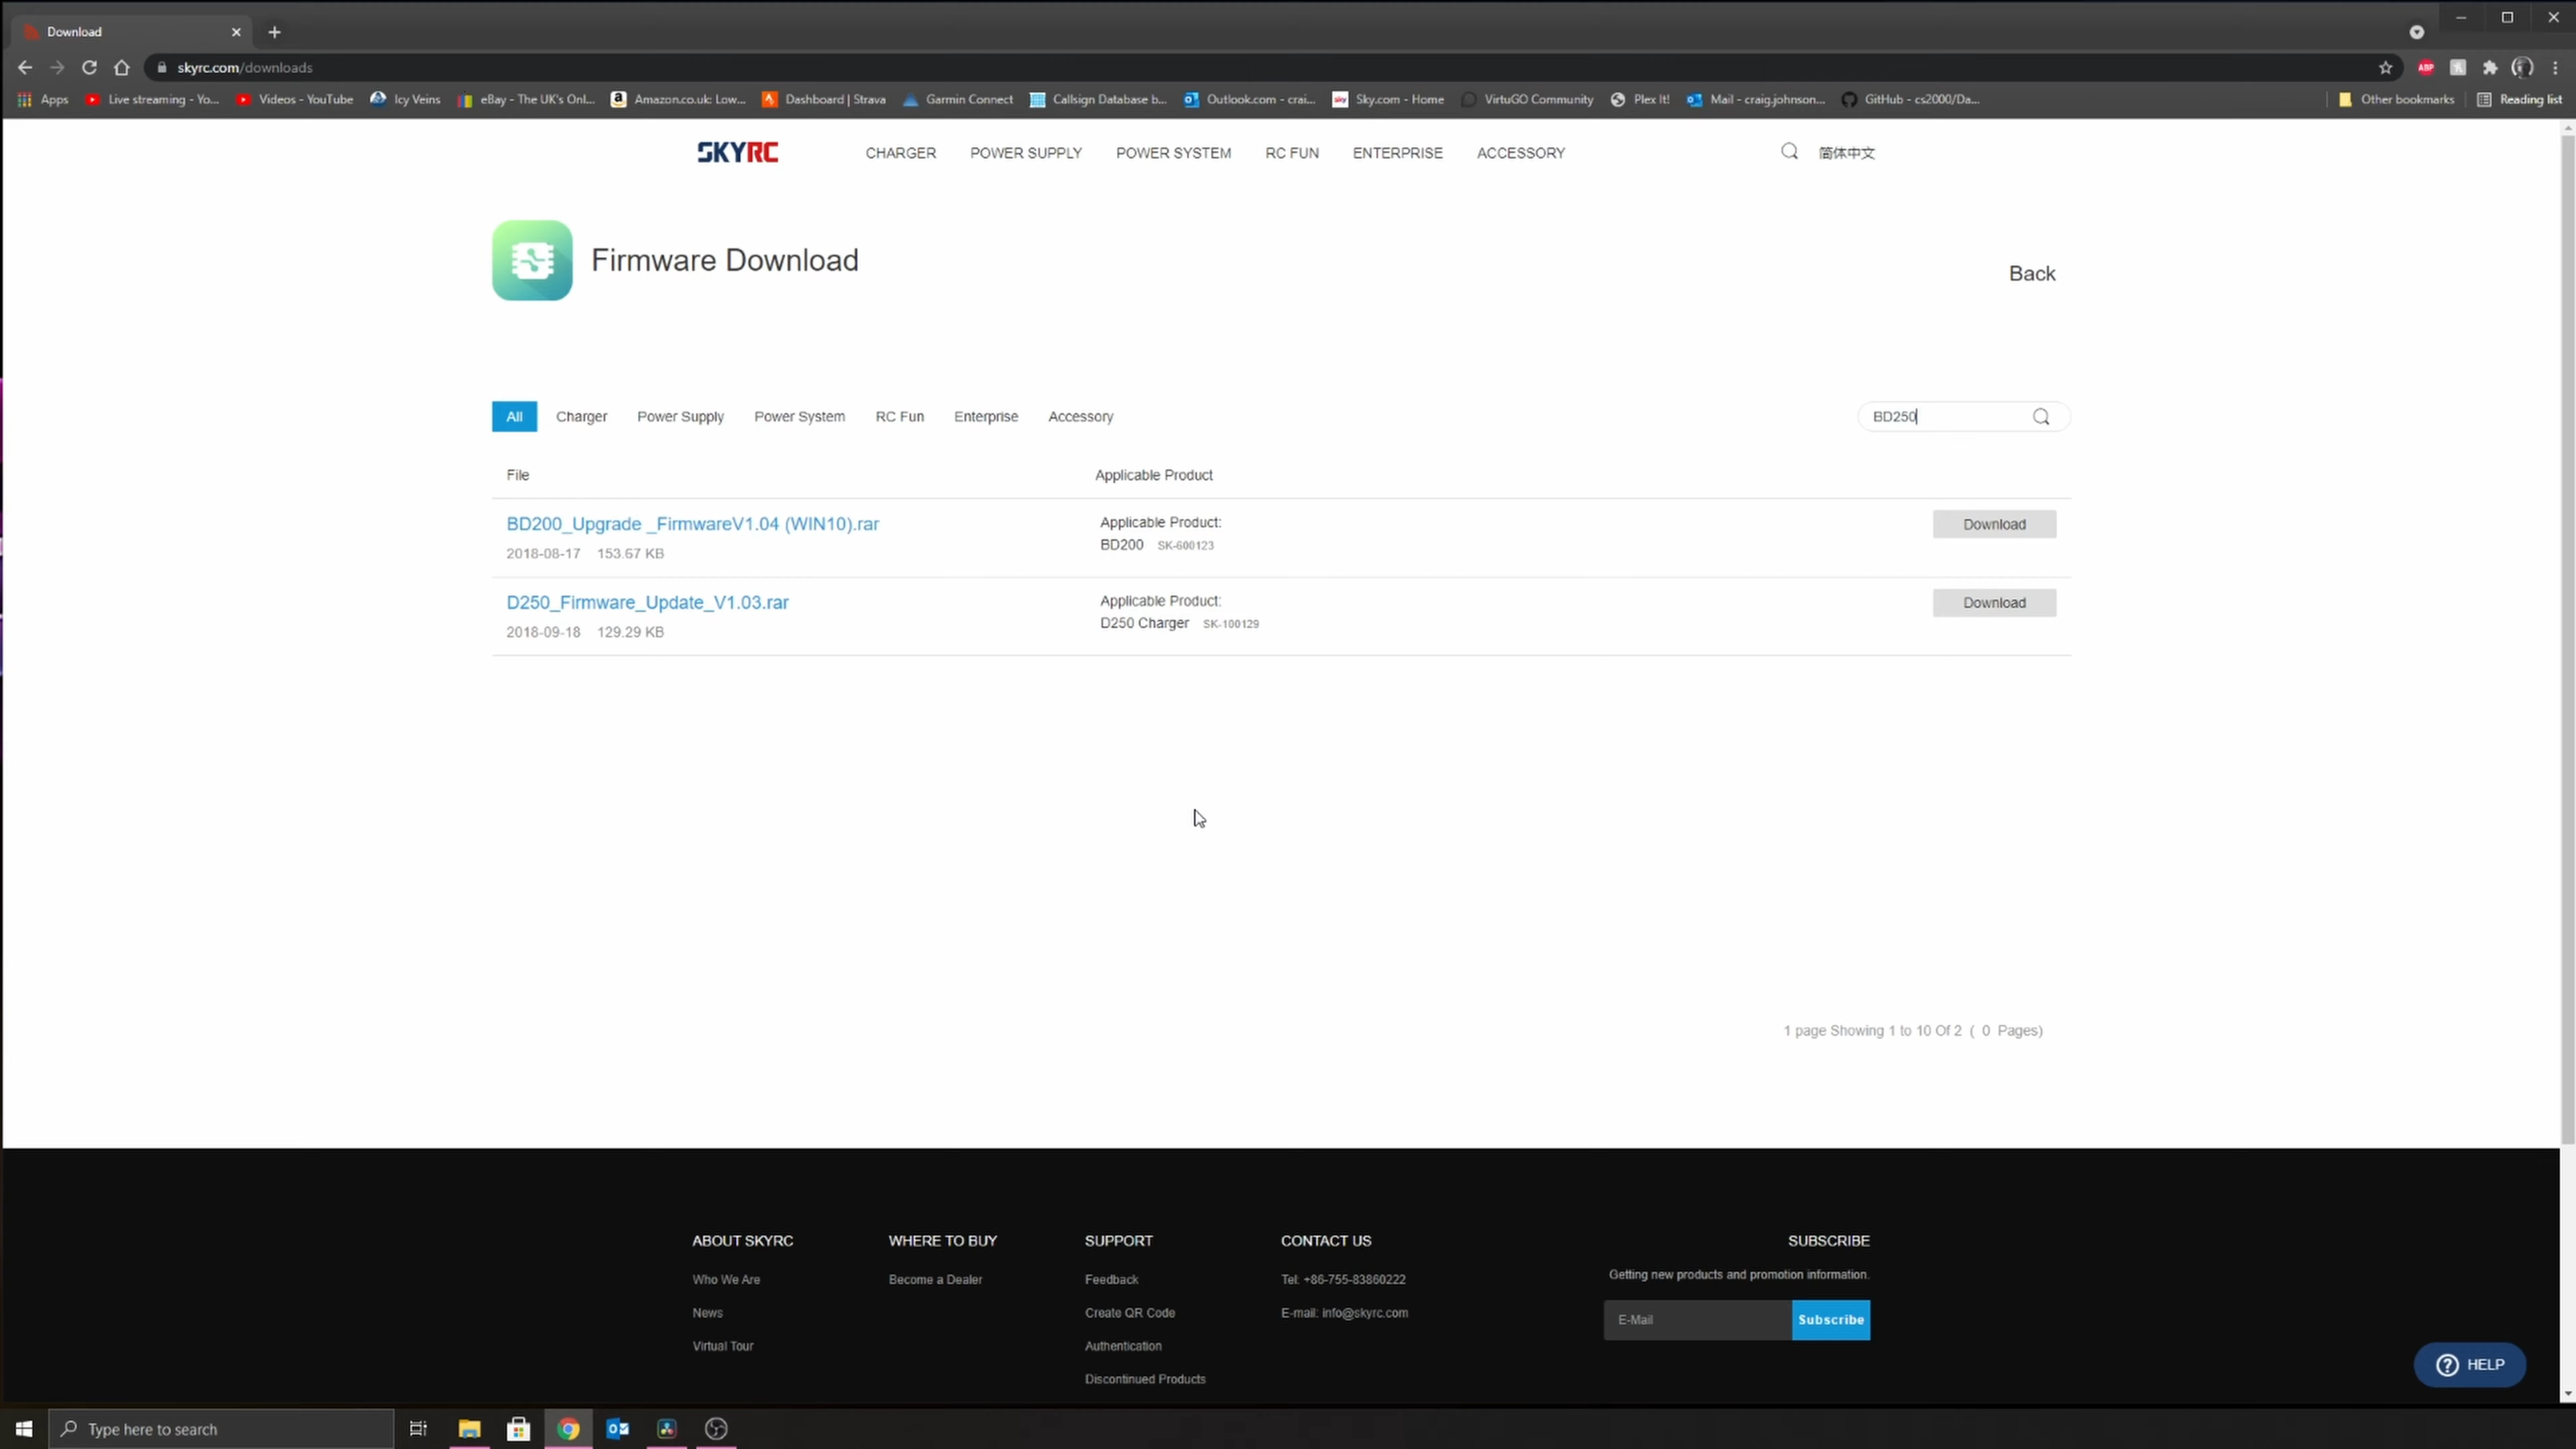 Download
skyrc.com/downloads
Apps Live streaming - Yo... Videos - YouTube Icy Veins eBay - The UK's Onl... Amazon.co.uk: Low... Dashboard | Strava Garmin Connect Callsign Database b... Outlook.com - crai... Sky.com - Home VirtuGO Community Plex It! Mail - craig.johnson... GitHub - cs2000/Da... Other bookmarks Reading list
SKYRC CHARGER POWER SUPPLY POWER SYSTEM RC FUN ENTERPRISE ACCESSORY 简体中文
Firmware Download
Back
All Charger Power Supply Power System RC Fun Enterprise Accessory BD250
File Applicable Product
BD200_Upgrade _FirmwareV1.04 (WIN10).rar Applicable Product: Download
2018-08-17 153.67 KB BD200 SK-600123
D250_Firmware_Update_V1.03.rar Applicable Product: Download
2018-09-18 129.29 KB D250 Charger SK-100129
1 page Showing 1 to 10 Of 2 ( 0 Pages)
ABOUT SKYRC WHERE TO BUY SUPPORT CONTACT US SUBSCRIBE
Who We Are Become a Dealer Feedback Tel: +86-755-83860222 Getting new products and promotion information.
News Create QR Code E-mail: info@skyrc.com E-Mail Subscribe
Virtual Tour Authentication
Discontinued Products
HELP
Type here to search